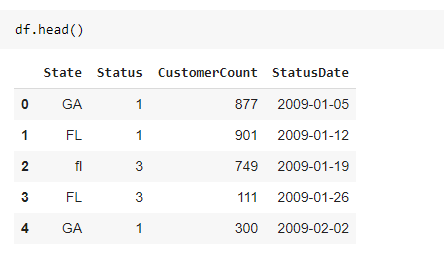 df.head()
State Status CustomerCount StatusDate
0 GA 1 877 2009-01-05
1 FL 1 901 2009-01-12
2 fl 3 749 2009-01-19
3 FL 3 111 2009-01-26
4 GA 1 300 2009-02-02